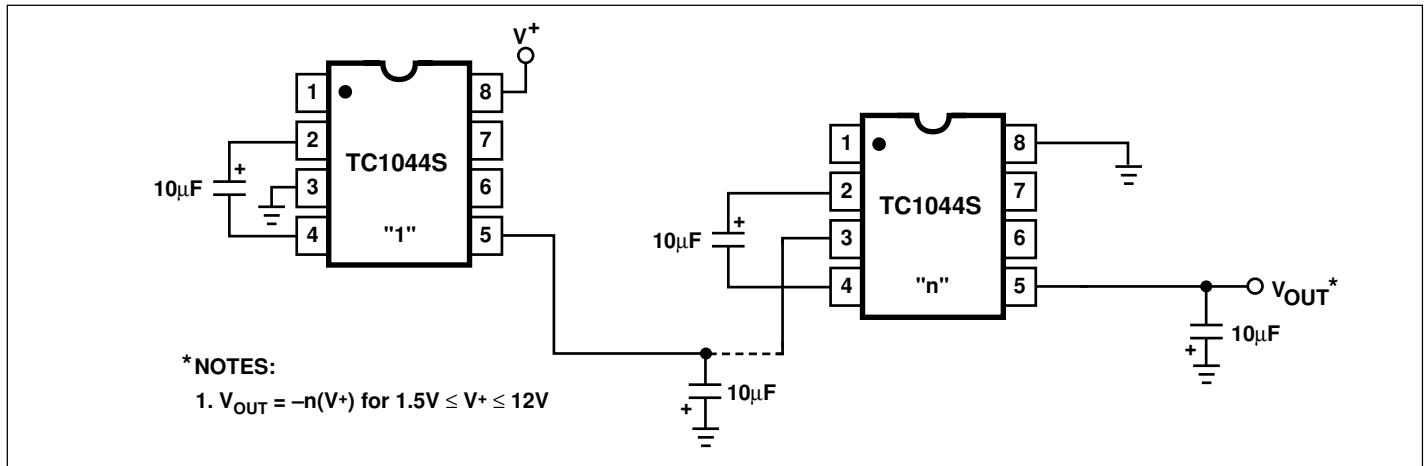 V+
1
8
2
7
TC1044S
+
10μF
3
6
4
"1"
5
1
8
2
7
TC1044S
+
10μF
3
6
4
"n"
5
VOUT*
10μF
+
10μF
+
*NOTES:
1. VOUT = –n(V+) for 1.5V ≤ V+ ≤ 12V